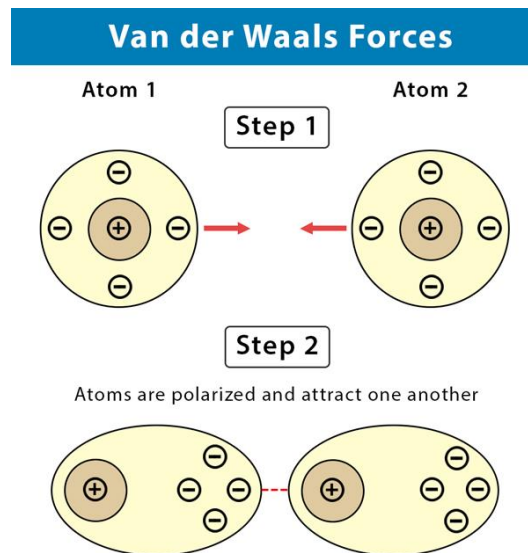 Van der Waals Forces
Atom 1 Atom 2
Step 1
−
− + − − + −
−
−
−
Step 2
Atoms are polarized and attract one another
− −
+ − − + − −
− −